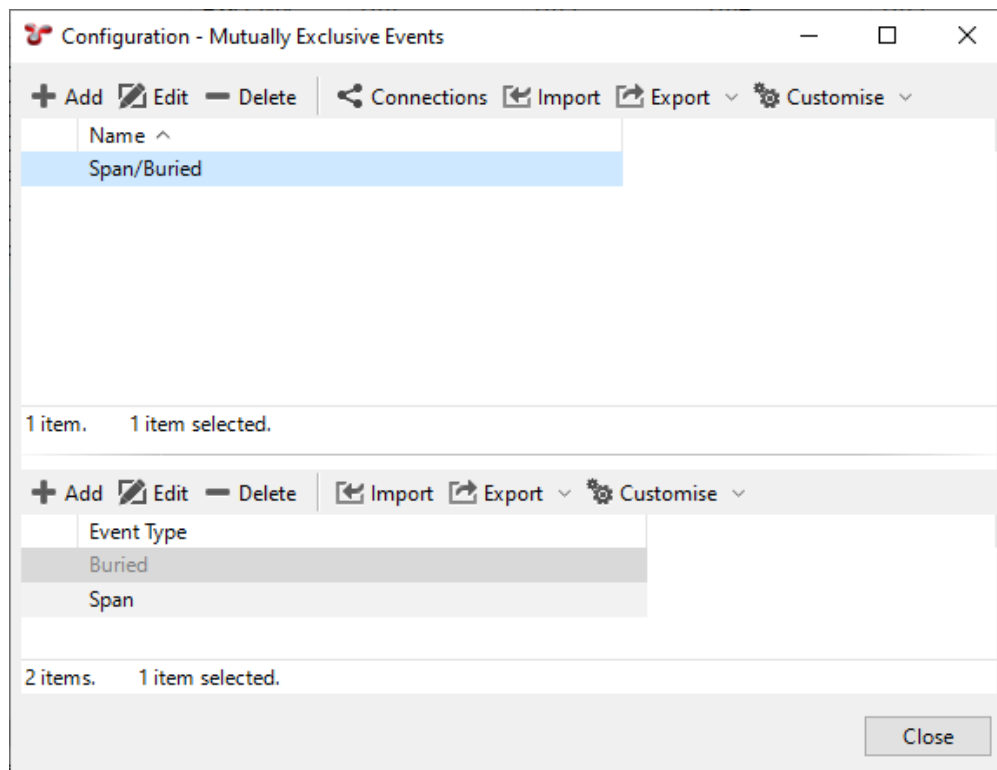 Configuration - Mutually Exclusive Events
Add Edit Delete Connections Import Export Customise
Name
Span/Buried
1 item. 1 item selected.
Add Edit Delete Import Export Customise
Event Type
Buried
Span
2 items. 1 item selected.
Close